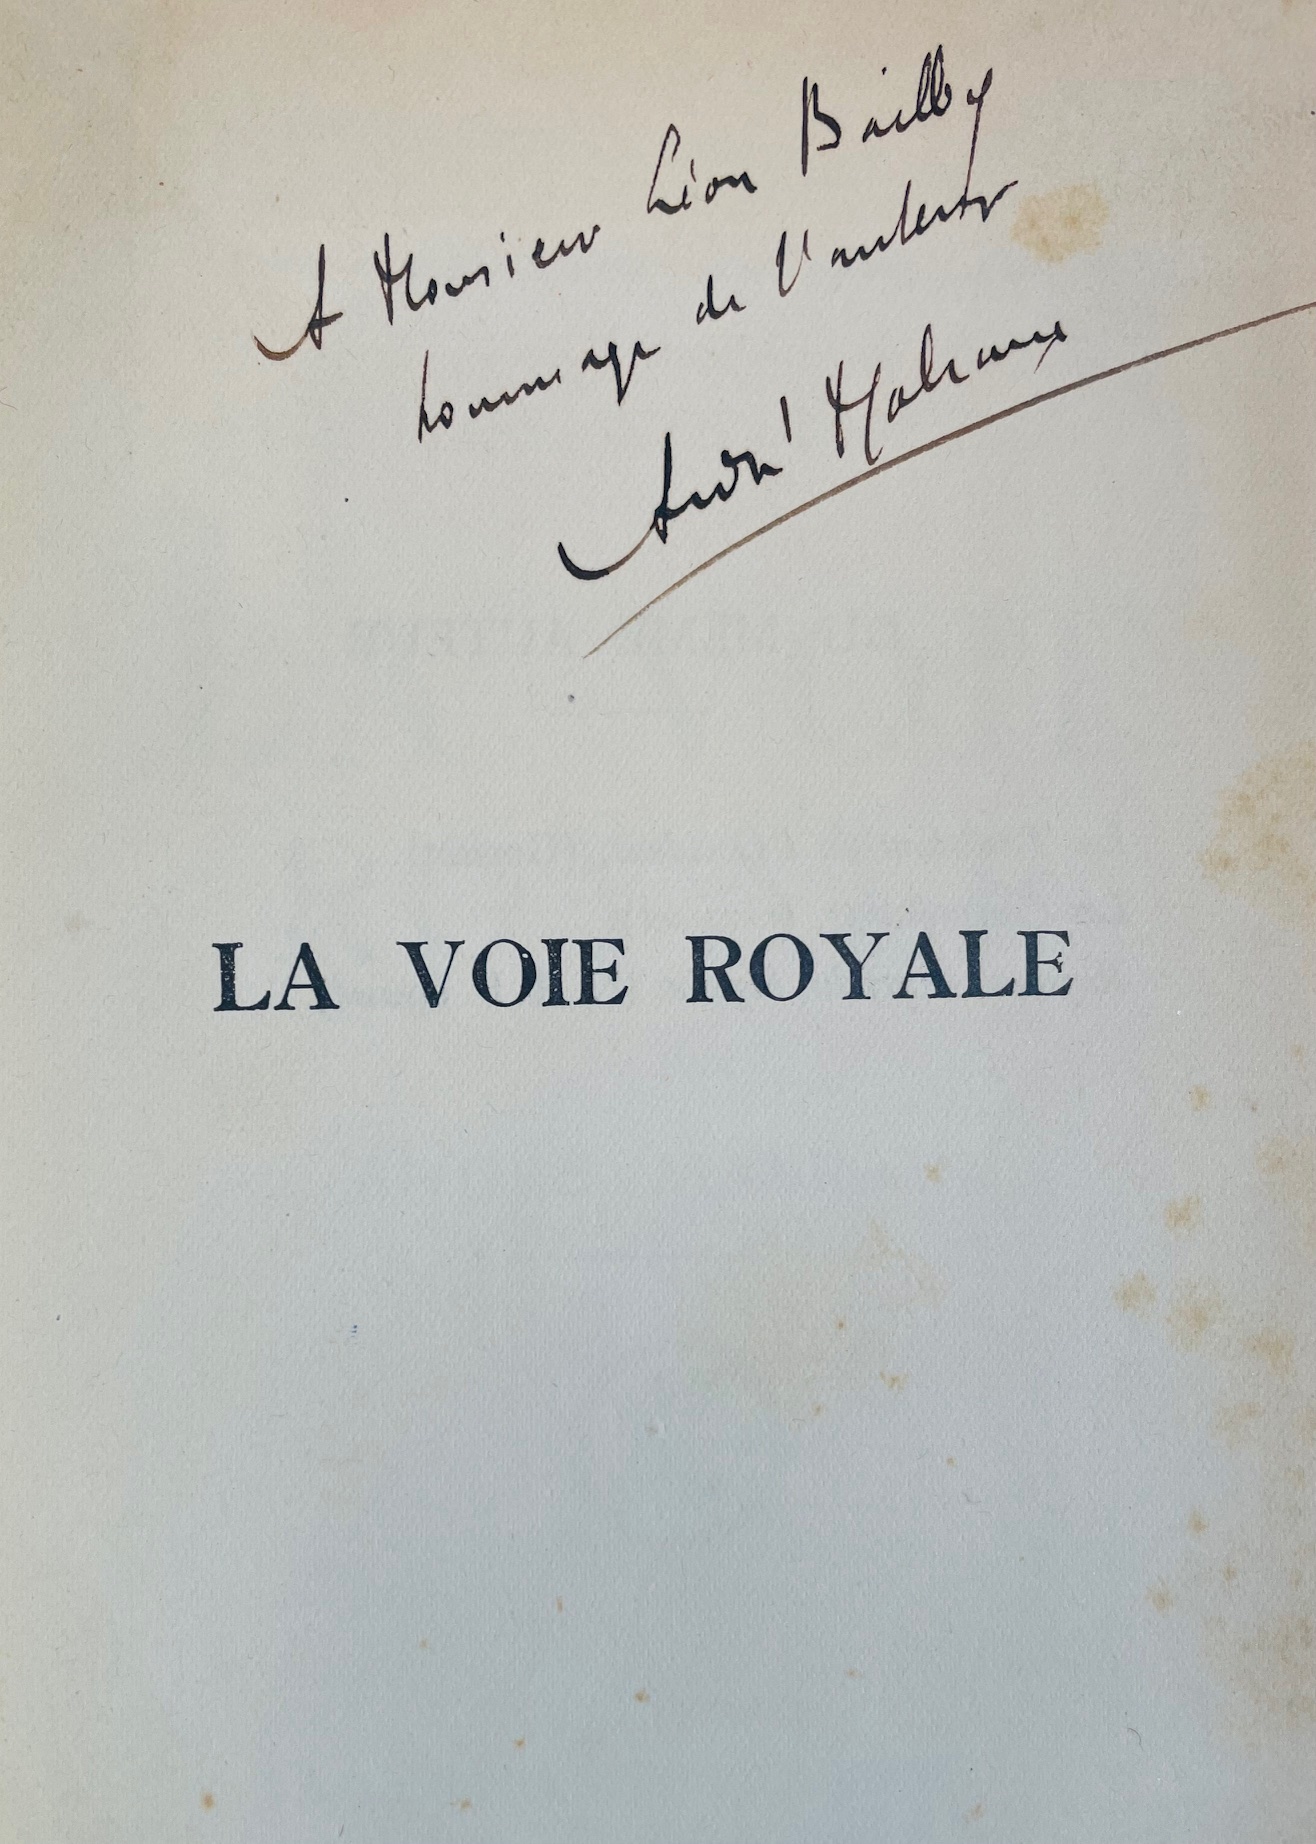 A Monsieur Léon Bailby
hommage de l'auteur
André Malraux
LA VOIE ROYALE